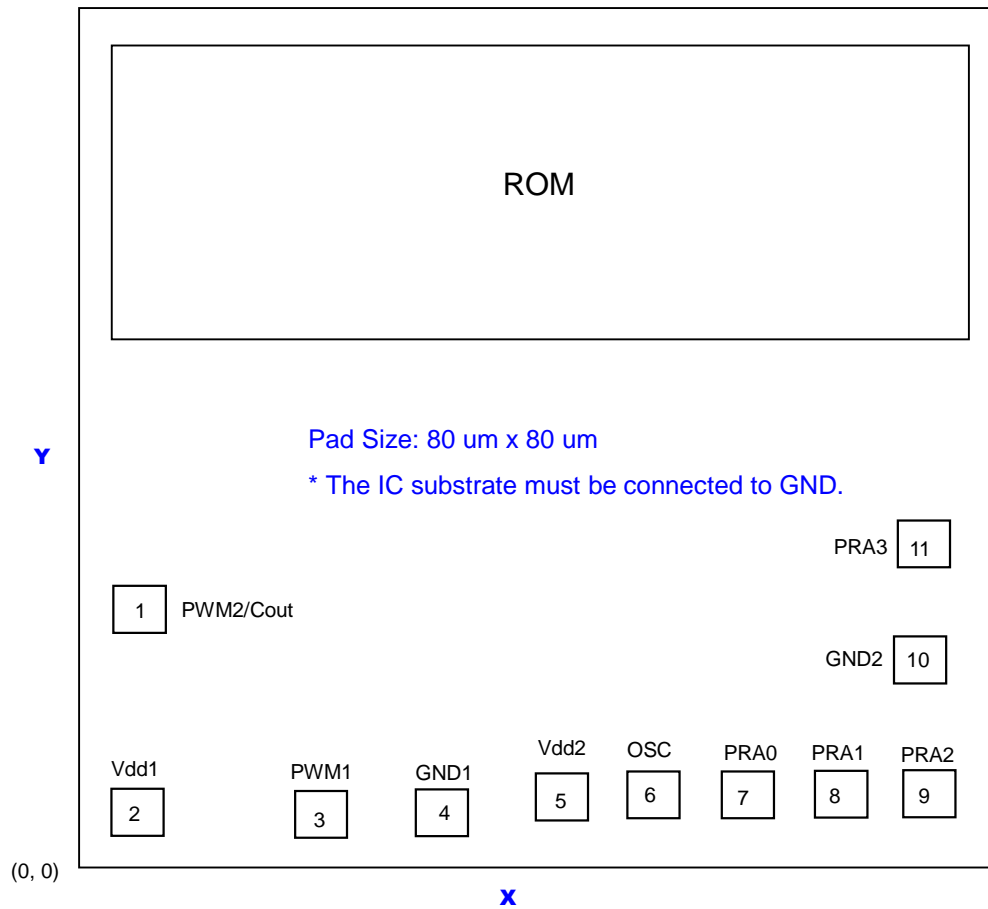 ROM
Pad Size: 80 um x 80 um
Y
* The IC substrate must be connected to GND.
PRA3 11
1 PWM2/Cout
GND2 10
Vdd2 OSC PRA0 PRA1 PRA2
Vdd1 PWM1 GND1
5 6 7 8 9
2 3 4
(0, 0)
X